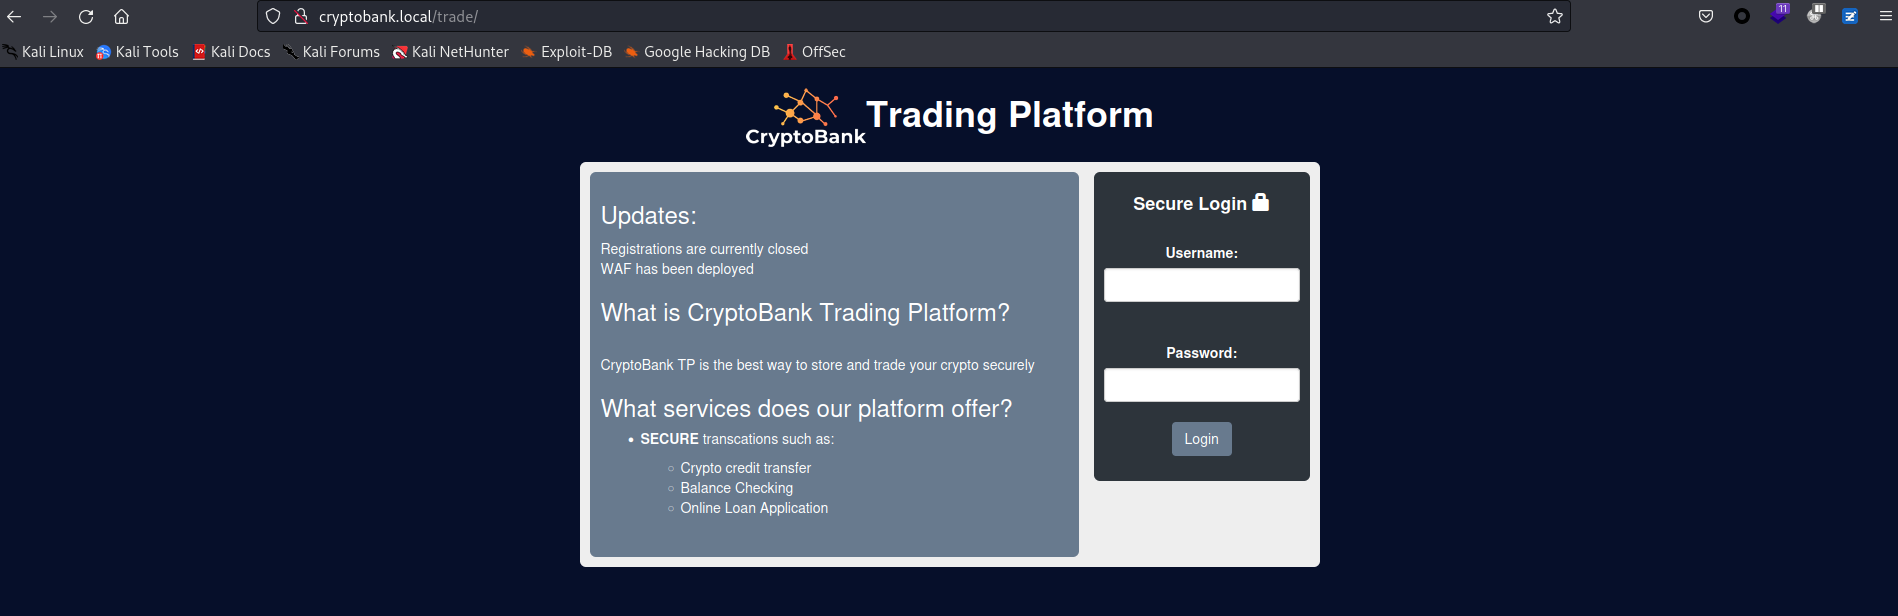 cryptobank.local/trade/
11
Kali Linux Kali Tools Kali Docs Kali Forums Kali NetHunter Exploit-DB Google Hacking DB OffSec
CryptoBank Trading Platform
Updates:
Registrations are currently closed
WAF has been deployed
What is CryptoBank Trading Platform?
CryptoBank TP is the best way to store and trade your crypto securely
What services does our platform offer?
SECURE transcations such as:
Crypto credit transfer
Balance Checking
Online Loan Application
Secure Login
Username:
Password:
Login